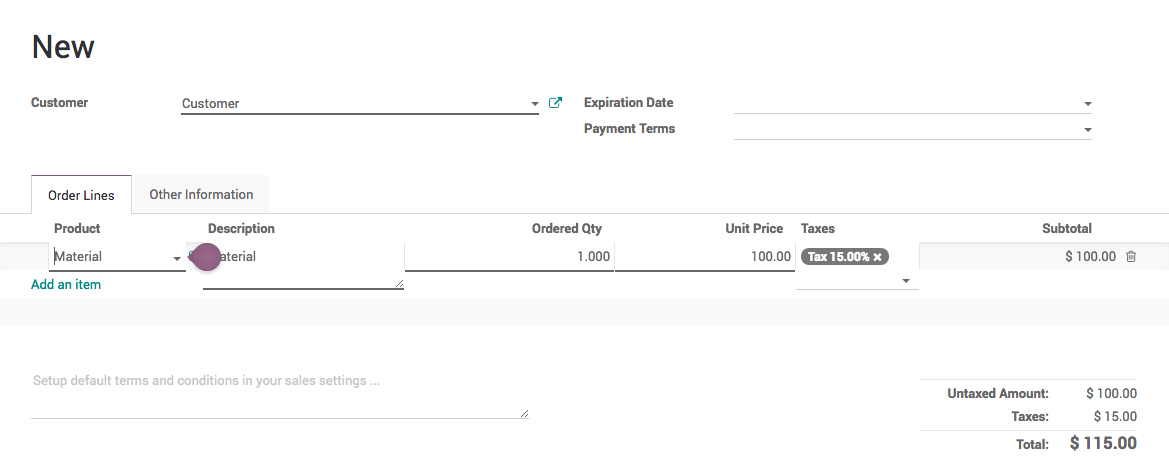 New
Customer Customer Expiration Date
Payment Terms
Order Lines Other Information
Product Description Ordered Qty Unit Price Taxes Subtotal
Material 1.000 100.00 Tax 15.00% × $ 100.00
Add an item
Setup default terms and conditions in your sales settings ...
Untaxed Amount: $ 100.00
Taxes: $ 15.00
Total: $ 115.00